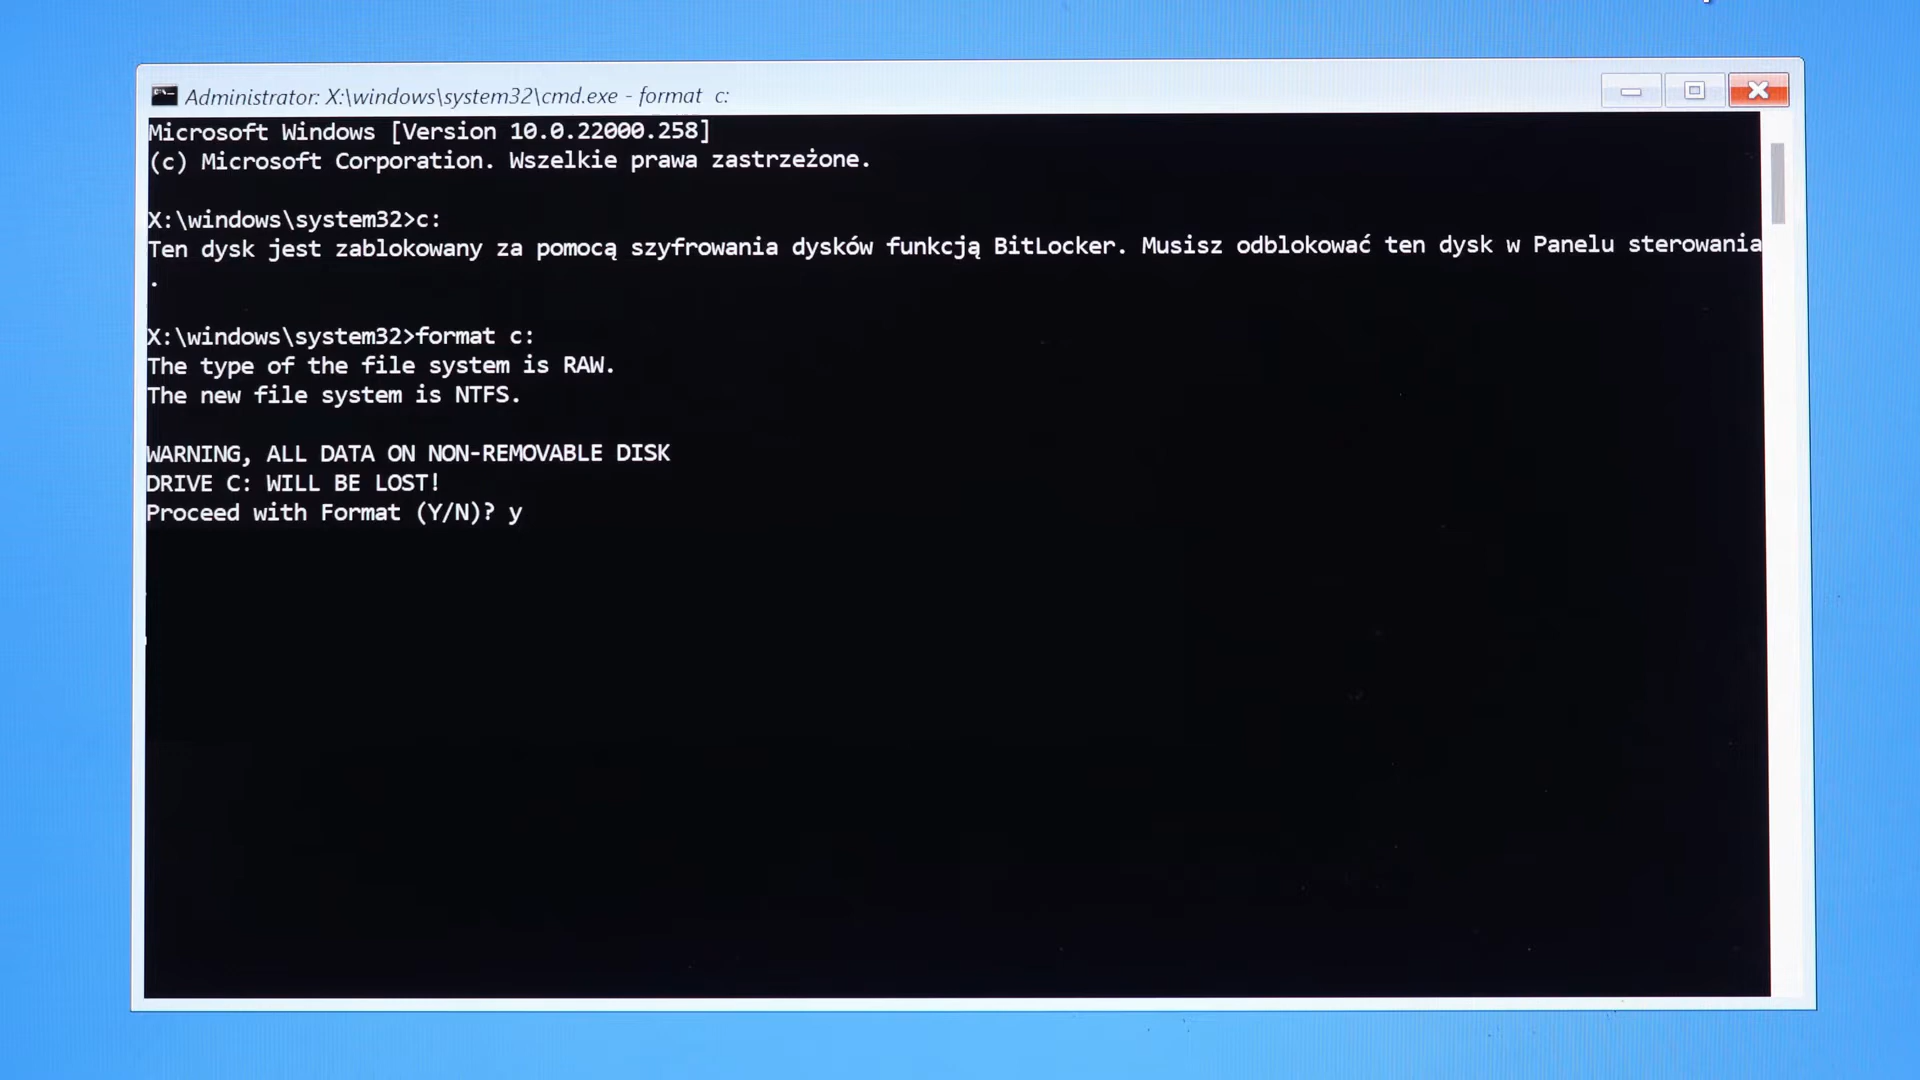 Administrator: X:\windows\system32\cmd.exe - format c:
Microsoft Windows [Version 10.0.22000.258]
(c) Microsoft Corporation. Wszelkie prawa zastrzeżone.
X:\windows\system32>c:
Ten dysk jest zablokowany za pomocą szyfrowania dysków funkcją BitLocker. Musisz odblokować ten dysk w Panelu sterowania
.
X:\windows\system32>format c:
The type of the file system is RAW.
The new file system is NTFS.
WARNING, ALL DATA ON NON-REMOVABLE DISK
DRIVE C: WILL BE LOST!
Proceed with Format (Y/N)? y